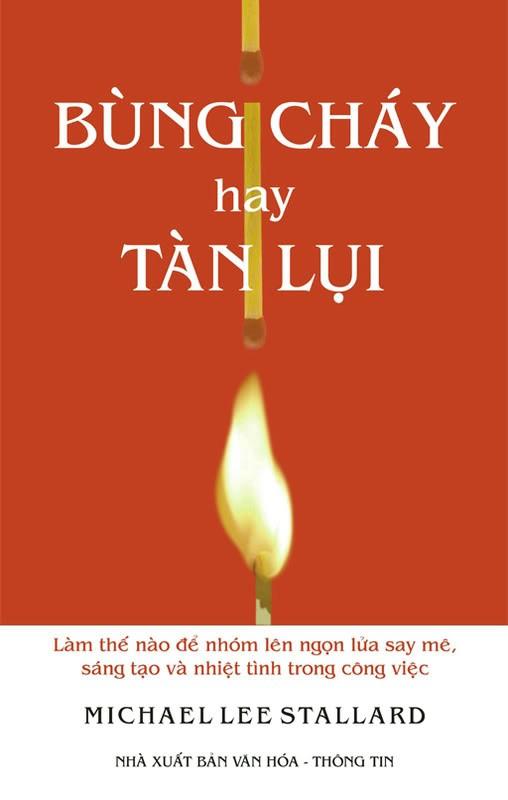 BÙNG CHÁY
hay
TÀN LỤI
Làm thế nào để nhóm lên ngọn lửa say mê,
sáng tạo và nhiệt tình trong công việc
MICHAEL LEE STALLARD
NHÀ XUẤT BẢN VĂN HÓA - THÔNG TIN